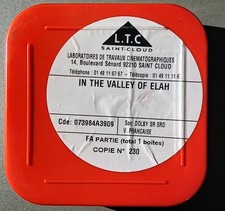 L.T.C
SAINT-CLOUD
LABORATOIRES DE TRAVAUX CINEMATOGRAPHIQUES
14, Boulevard Sénard 92210 SAINT CLOUD
Téléphone : 01 49 11 67 67 - Télécopie : 01 49 11 11 6
IN THE VALLEY OF ELAH
Cde: 073984A3909
Son DOLBY SR SRD
V. FRANCAISE
FA PARTIE (total 1 boîtes)
COPIE N° 230